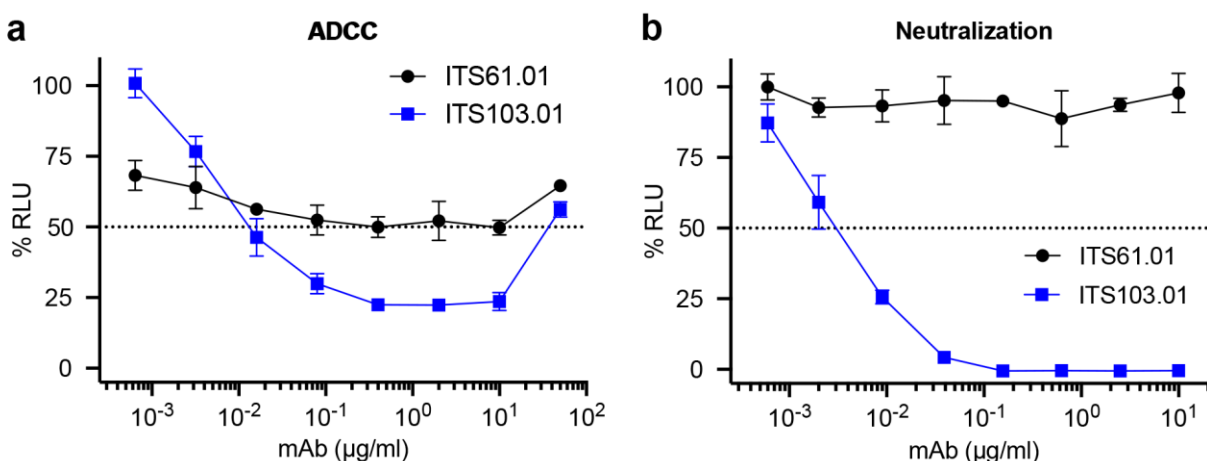 a
ADCC
% RLU
100
75
50
25
0
ITS61.01
ITS103.01
10⁻³
10⁻²
10⁻¹
10⁰
10¹
10²
mAb (µg/ml)
b
Neutralization
% RLU
100
75
50
25
0
ITS61.01
ITS103.01
10⁻³
10⁻²
10⁻¹
10⁰
10¹
mAb (µg/ml)